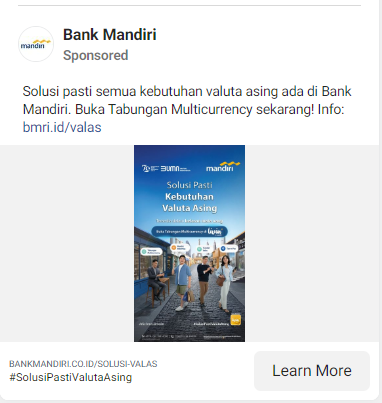 mandiri
Bank Mandiri
Sponsored
Solusi pasti semua kebutuhan valuta asing ada di Bank
Mandiri. Buka Tabungan Multicurrency sekarang! Info:
bmri.id/valas
BUMN
mandiri
Solusi Pasti
Kebutuhan
Valuta Asing
Buka Tabungan Multicurrency di livin'
BANKMANDIRI.CO.ID/SOLUSI-VALAS
#SolusiPastiValutaAsing
Learn More